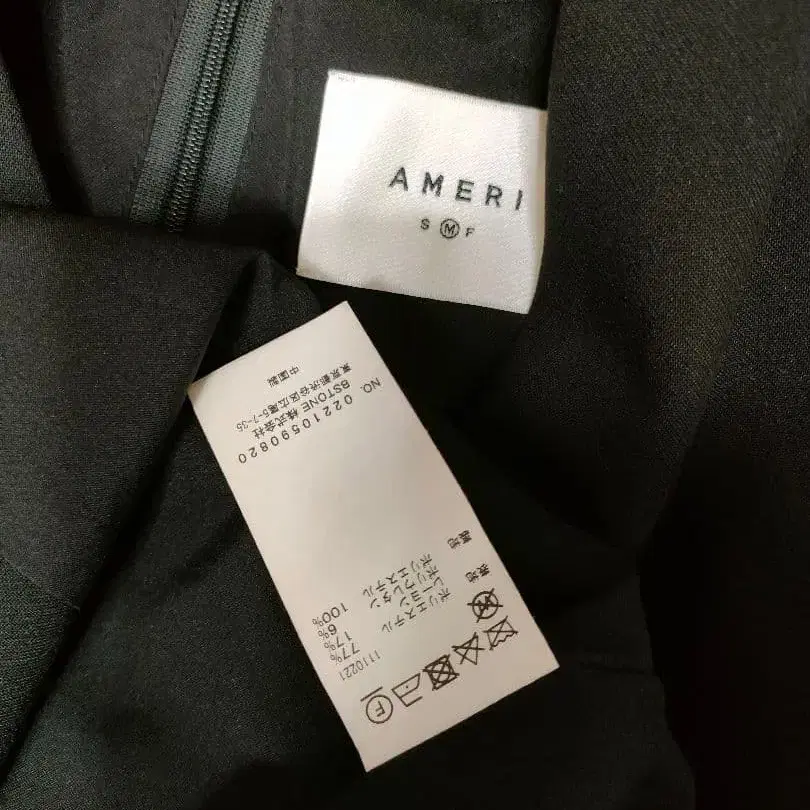 AMERI
S M F
1110221
表地 ポリエステル 77%
レーヨン 17%
ポリウレタン 6%
裏地 ポリエステル 100%
NO. 02210590820
BSTONE 株式会社
東京都渋谷区広尾5-7-35
中国製